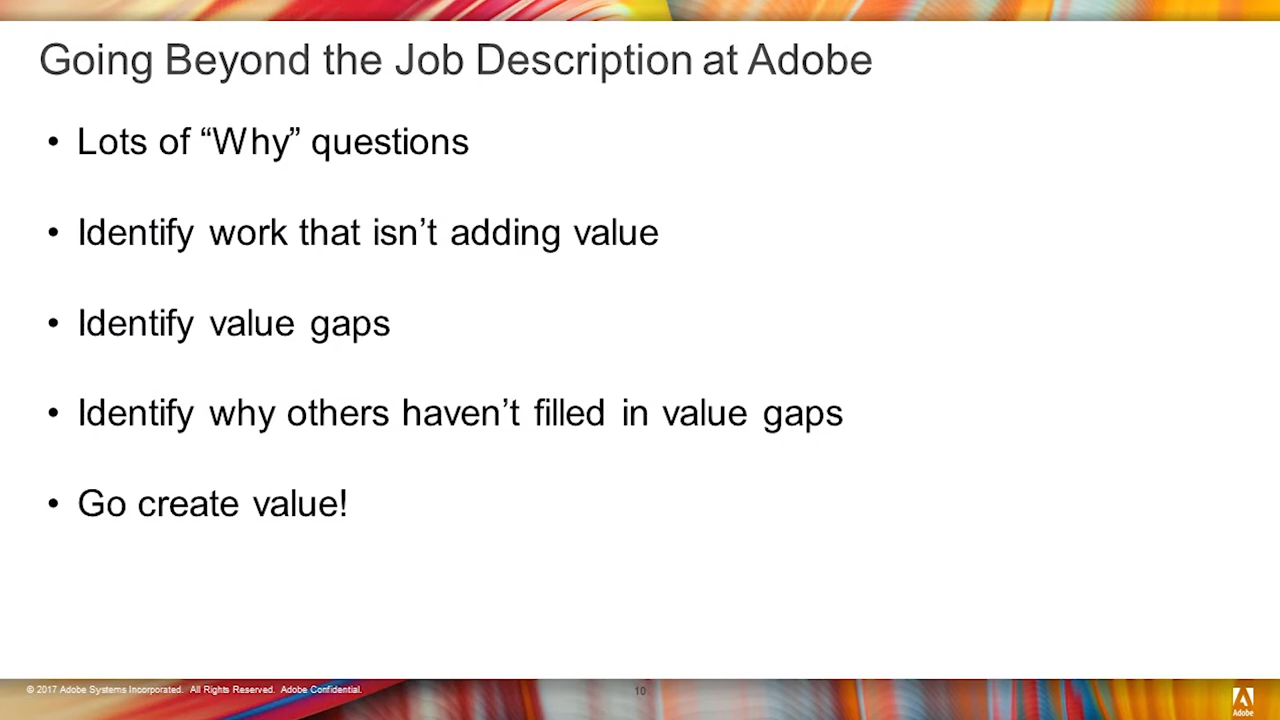 Going Beyond the Job Description at Adobe
• Lots of “Why” questions
• Identify work that isn’t adding value
• Identify value gaps
• Identify why others haven’t filled in value gaps
• Go create value!
© 2017 Adobe Systems Incorporated. All Rights Reserved. Adobe Confidential.
10
Adobe